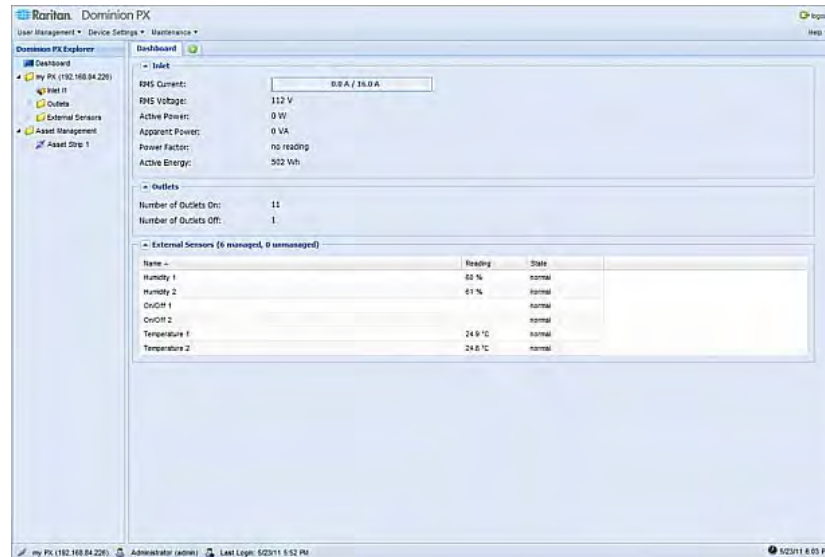 Raritan. Dominion PX
User Management Device Settings Maintenance
Help
Dominion PX Explorer
Dashboard
my PX (192.168.84.226)
Inlet I1
Outlets
External Sensors
Asset Management
Asset Strip 1
Dashboard
Inlet
RMS Current: 0.0 A / 16.0 A
RMS Voltage: 112 V
Active Power: 0 W
Apparent Power: 0 VA
Power Factor: no reading
Active Energy: 502 Wh
Outlets
Number of Outlets On: 11
Number of Outlets Off: 1
External Sensors (6 managed, 0 unmanaged)
Name Reading State
Humidity 1 60 % normal
Humidity 2 61 % normal
On/Off 1 normal
On/Off 2 normal
Temperature 1 24.9 °C normal
Temperature 2 24.8 °C normal
my PX (192.168.84.226) Administrator (admin) Last Login: 5/23/11 5:52 PM
5/23/11 6:03